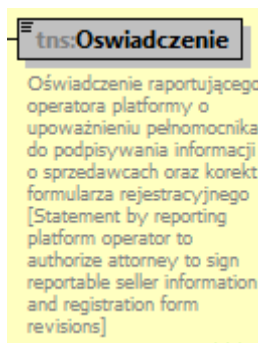 tns:Oswiadczenie
Oświadczenie raportującego
operatora platformy o
upoważnieniu pełnomocnika
do podpisywania informacji
o sprzedawcach oraz korekt
formularza rejestracyjnego
[Statement by reporting
platform operator to
authorize attorney to sign
reportable seller information
and registration form
revisions]